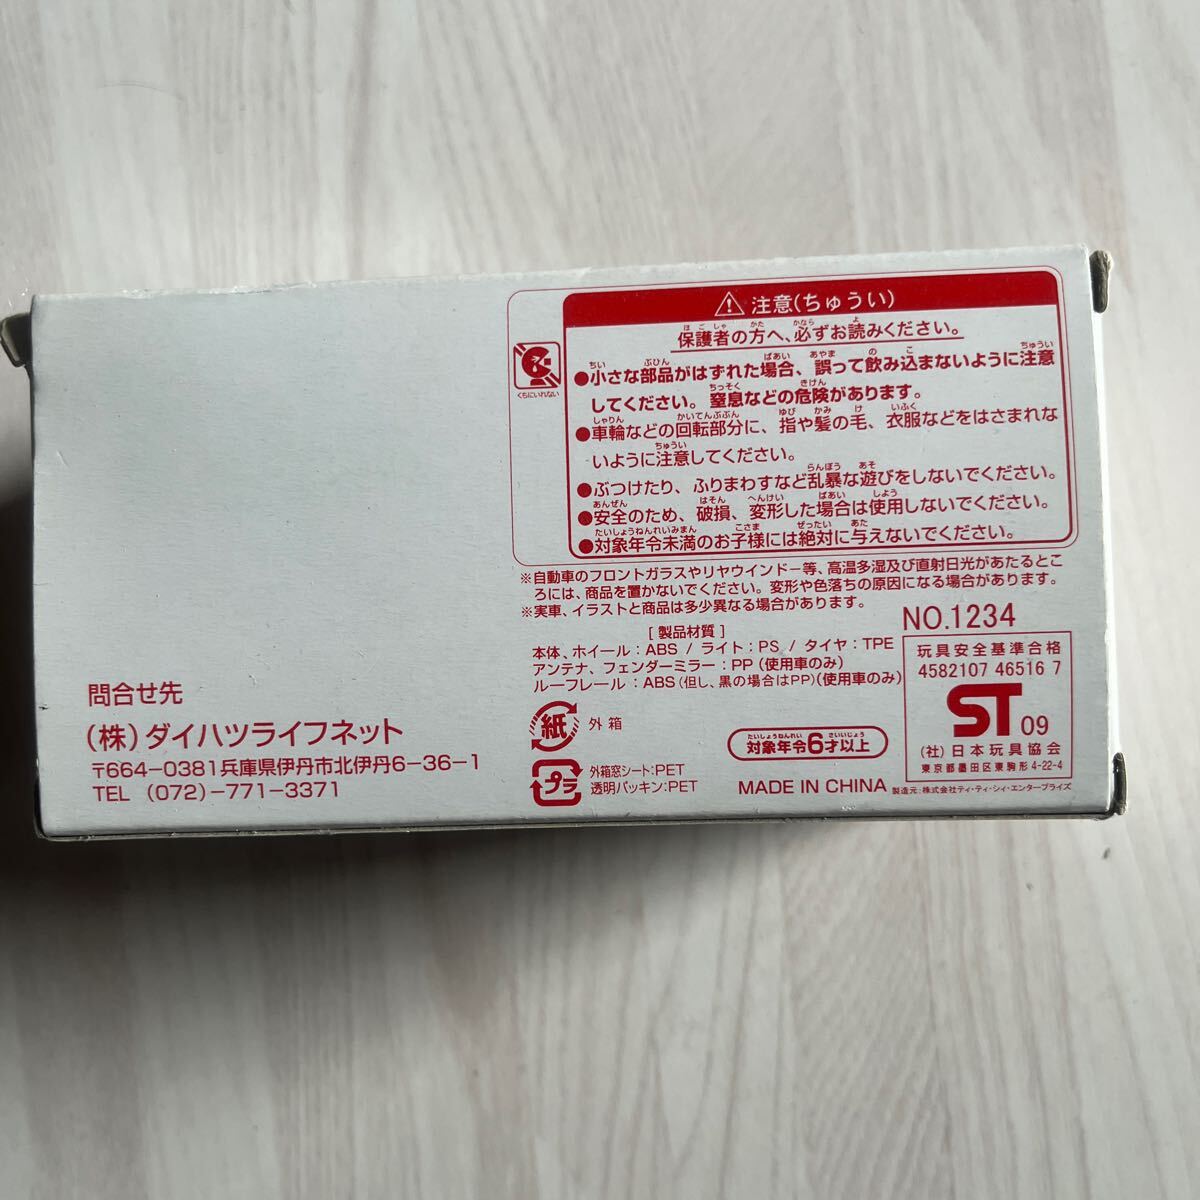 注意(ちゅうい)
保護者の方へ、必ずお読みください。
くちにいれない
●小さな部品がはずれた場合、誤って飲み込まないように注意
してください。窒息などの危険があります。
●車輪などの回転部分に、指や髪の毛、衣服などをはさまれな
いように注意してください。
●ぶつけたり、ふりまわすなど乱暴な遊びをしないでください。
●安全のため、破損、変形した場合は使用しないでください。
●対象年令未満のお子様には絶対に与えないでください。
※自動車のフロントガラスやリヤウインドー等、高温多湿及び直射日光があたるとこ
ろには、商品を置かないでください。変形や色落ちの原因になる場合があります。
※実車、イラストと商品は多少異なる場合があります。
[製品材質]
本体、ホイール:ABS / ライト:PS / タイヤ:TPE
アンテナ、フェンダーミラー:PP(使用車のみ)
ルーフレール:ABS(但し、黒の場合はPP)(使用車のみ)
紙 外箱
プラ 外箱窓シート:PET
透明パッキン:PET
対象年令6才以上
MADE IN CHINA
NO.1234
玩具安全基準合格
4582107 46516 7
ST 09
(社)日本玩具協会
東京都墨田区東駒形4-22-4
製造元:株式会社ティ・ティ・シィ・エンタープライズ
問合せ先
(株)ダイハツライフネット
〒664-0381兵庫県伊丹市北伊丹6-36-1
TEL (072)-771-3371